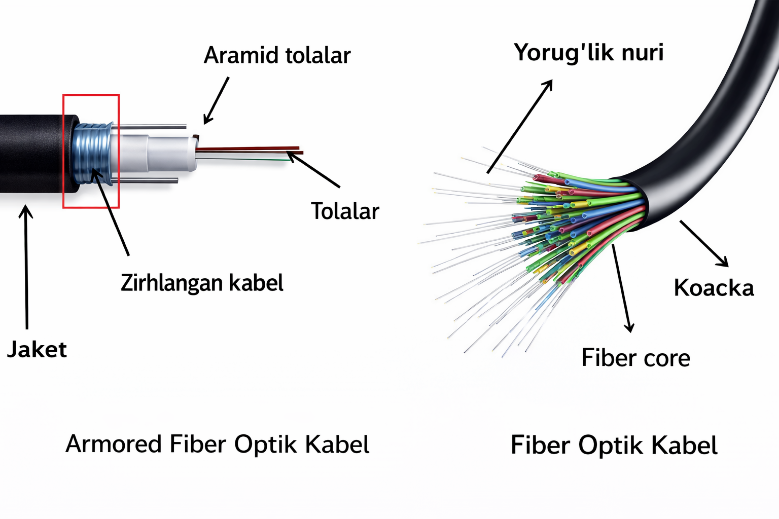 Aramid tolalar
Yorug'lik nuri
Tolalar
Zirhlangan kabel
Koacka
Jaket
Fiber core
Armored Fiber Optik Kabel
Fiber Optik Kabel